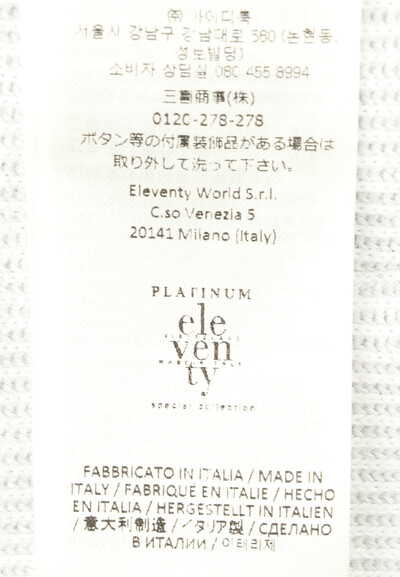 (주) 아이디룩
서울시 강남구 강남대로 580 (논현동,
성보빌딩)
소비자 상담실 080 455 8994
三喜商事(株)
0120-278-278
ボタン等の付属装飾品がある場合は
取り外して洗って下さい。
Eleventy World S.r.l.
C.so Venezia 5
20141 Milano (Italy)
PLATINUM
ele
ven
ty
special collection
FABBRICATO IN ITALIA / MADE IN
ITALY / FABRIQUÉ EN ITALIE / HECHO
EN ITALIA / HERGESTELLT IN ITALIEN
/ 意大利制造 / イタリア製 / СДЕЛАНО
В ИТАЛИИ / 이태리제